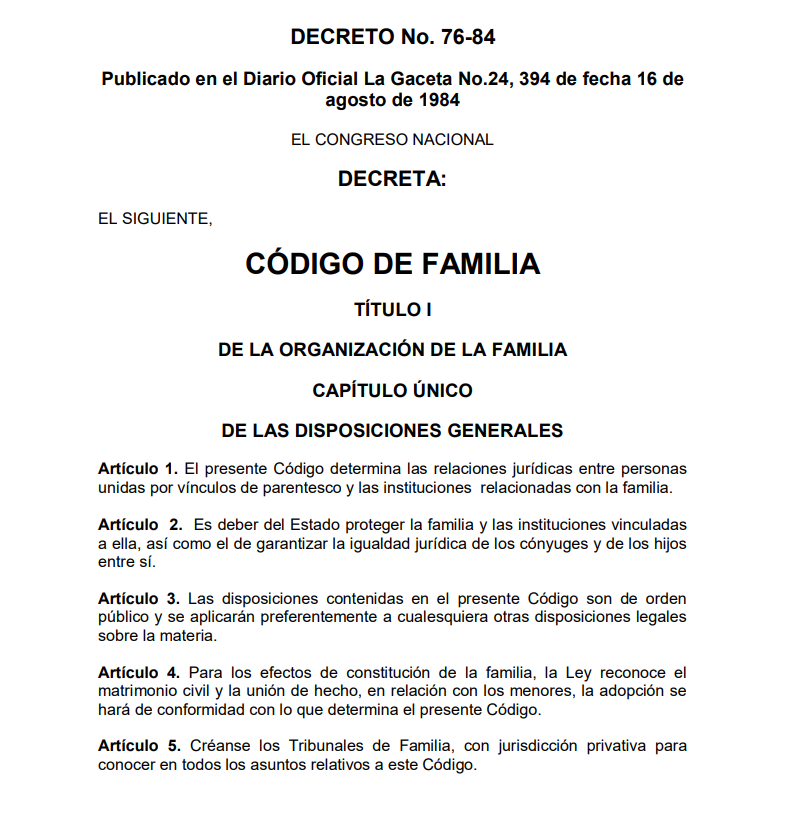 DECRETO No. 76-84
Publicado en el Diario Oficial La Gaceta No.24, 394 de fecha 16 de
agosto de 1984
EL CONGRESO NACIONAL
DECRETA:
EL SIGUIENTE,
CÓDIGO DE FAMILIA
TÍTULO I
DE LA ORGANIZACIÓN DE LA FAMILIA
CAPÍTULO ÚNICO
DE LAS DISPOSICIONES GENERALES
Artículo 1. El presente Código determina las relaciones jurídicas entre personas
unidas por vínculos de parentesco y las instituciones relacionadas con la familia.
Artículo 2. Es deber del Estado proteger la familia y las instituciones vinculadas
a ella, así como el de garantizar la igualdad jurídica de los cónyuges y de los hijos
entre sí.
Artículo 3. Las disposiciones contenidas en el presente Código son de orden
público y se aplicarán preferentemente a cualesquiera otras disposiciones legales
sobre la materia.
Artículo 4. Para los efectos de constitución de la familia, la Ley reconoce el
matrimonio civil y la unión de hecho, en relación con los menores, la adopción se
hará de conformidad con lo que determina el presente Código.
Artículo 5. Créanse los Tribunales de Familia, con jurisdicción privativa para
conocer en todos los asuntos relativos a este Código.